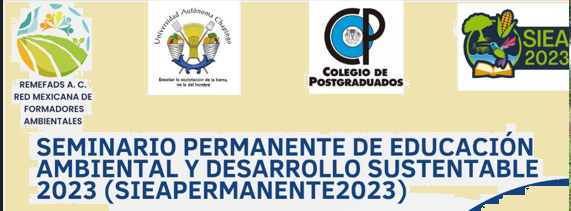 REMEFADS A. C.
RED MEXICANA DE
FORMADORES
AMBIENTALES
Universidad Autónoma Chapingo
Enseñar la explotación de la tierra,
no la del hombre
CP
COLEGIO DE
POSTGRADUADOS
SIEA
2023
SEMINARIO PERMANENTE DE EDUCACIÓN
AMBIENTAL Y DESARROLLO SUSTENTABLE
2023 (SIEAPERMANENTE2023)